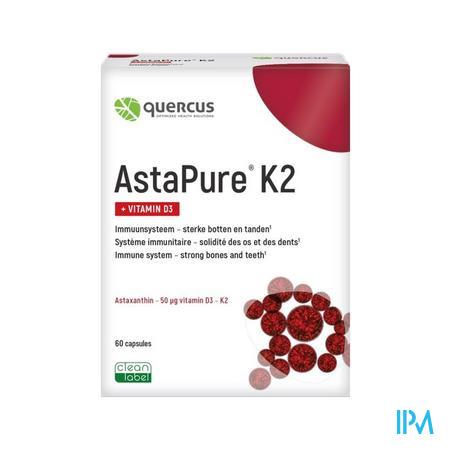 quercus
OPTIMIZED HEALTH SOLUTIONS
AstaPure® K2
+ VITAMIN D3
Immuunsysteem – sterke botten en tanden¹
Système immunitaire – solidité des os et des dents¹
Immune system – strong bones and teeth¹
Astaxanthin – 50 µg vitamin D3 – K2
60 capsules
clean
label
IPM